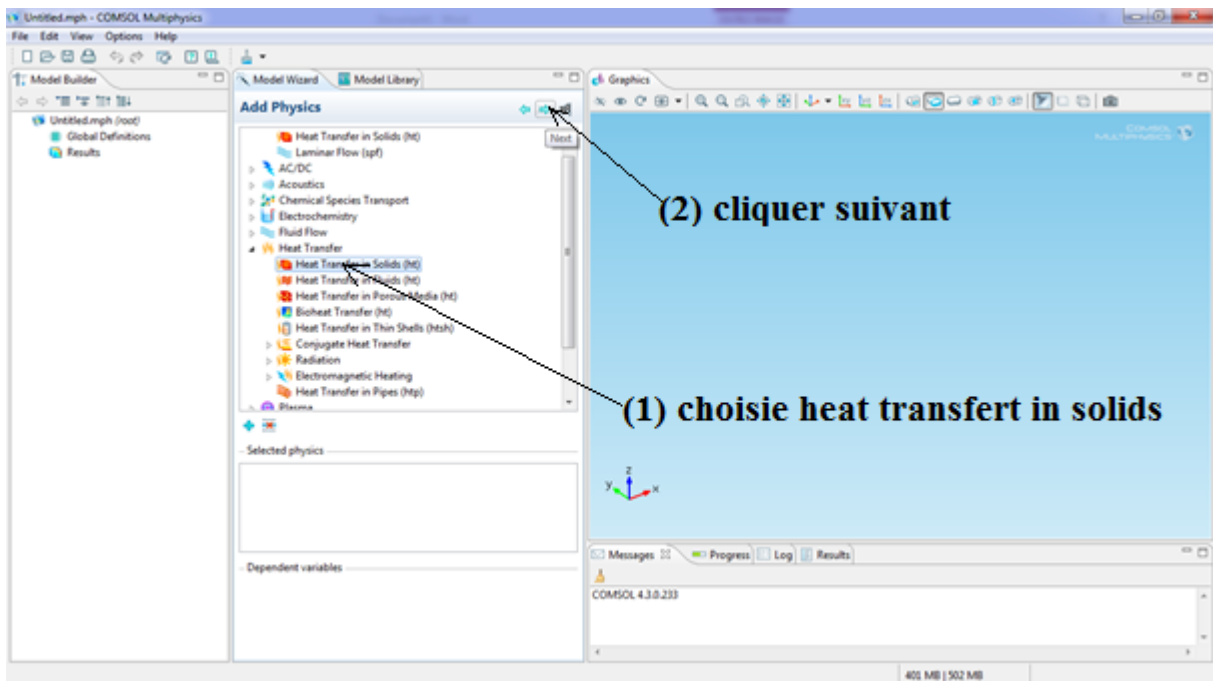 Untitled.mph - COMSOL Multiphysics
File Edit View Options Help
Model Builder
Untitled.mph (root)
Global Definitions
Results
Model Wizard Model Library
Add Physics
Next
Heat Transfer in Solids (ht)
Laminar Flow (spf)
AC/DC
Acoustics
Chemical Species Transport
Electrochemistry
Fluid Flow
Heat Transfer
Heat Transfer in Solids (ht)
Heat Transfer in Fluids (ht)
Heat Transfer in Porous Media (ht)
Bioheat Transfer (ht)
Heat Transfer in Thin Shells (htsh)
Conjugate Heat Transfer
Radiation
Electromagnetic Heating
Heat Transfer in Pipes (htp)
Plasma
Selected physics
Dependent variables
Graphics
COMSOL
MULTIPHYSICS
(2) cliquer suivant
(1) choisie heat transfert in solids
z
y x
Messages Progress Log Results
COMSOL 4.3.0.233
401 MB | 502 MB